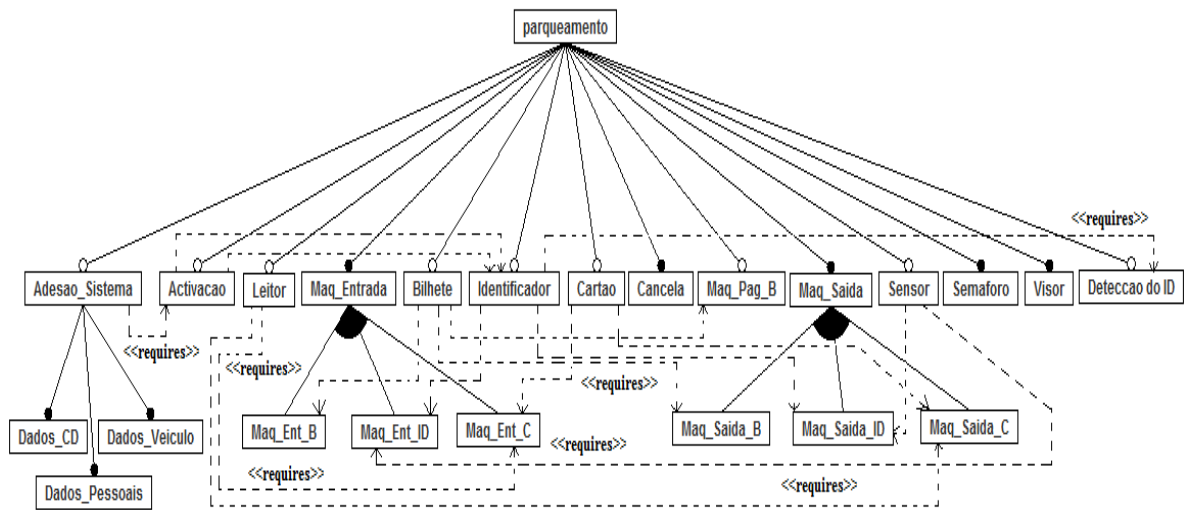 parqueamento
<<requires>>
Adesao_Sistema
Activacao
Leitor
Maq_Entrada
Bilhete
Identificador
Cartao
Cancela
Maq_Pag_B
Maq_Saida
Sensor
Semaforo
Visor
Deteccao do ID
<<requires>>
<<requires>>
<<requires>>
Dados_CD
Dados_Veiculo
Maq_Ent_B
Maq_Ent_ID
Maq_Ent_C
Maq_Saida_B
Maq_Saida_ID
Maq_Saida_C
<<requires>>
<<requires>>
<<requires>>
Dados_Pessoais